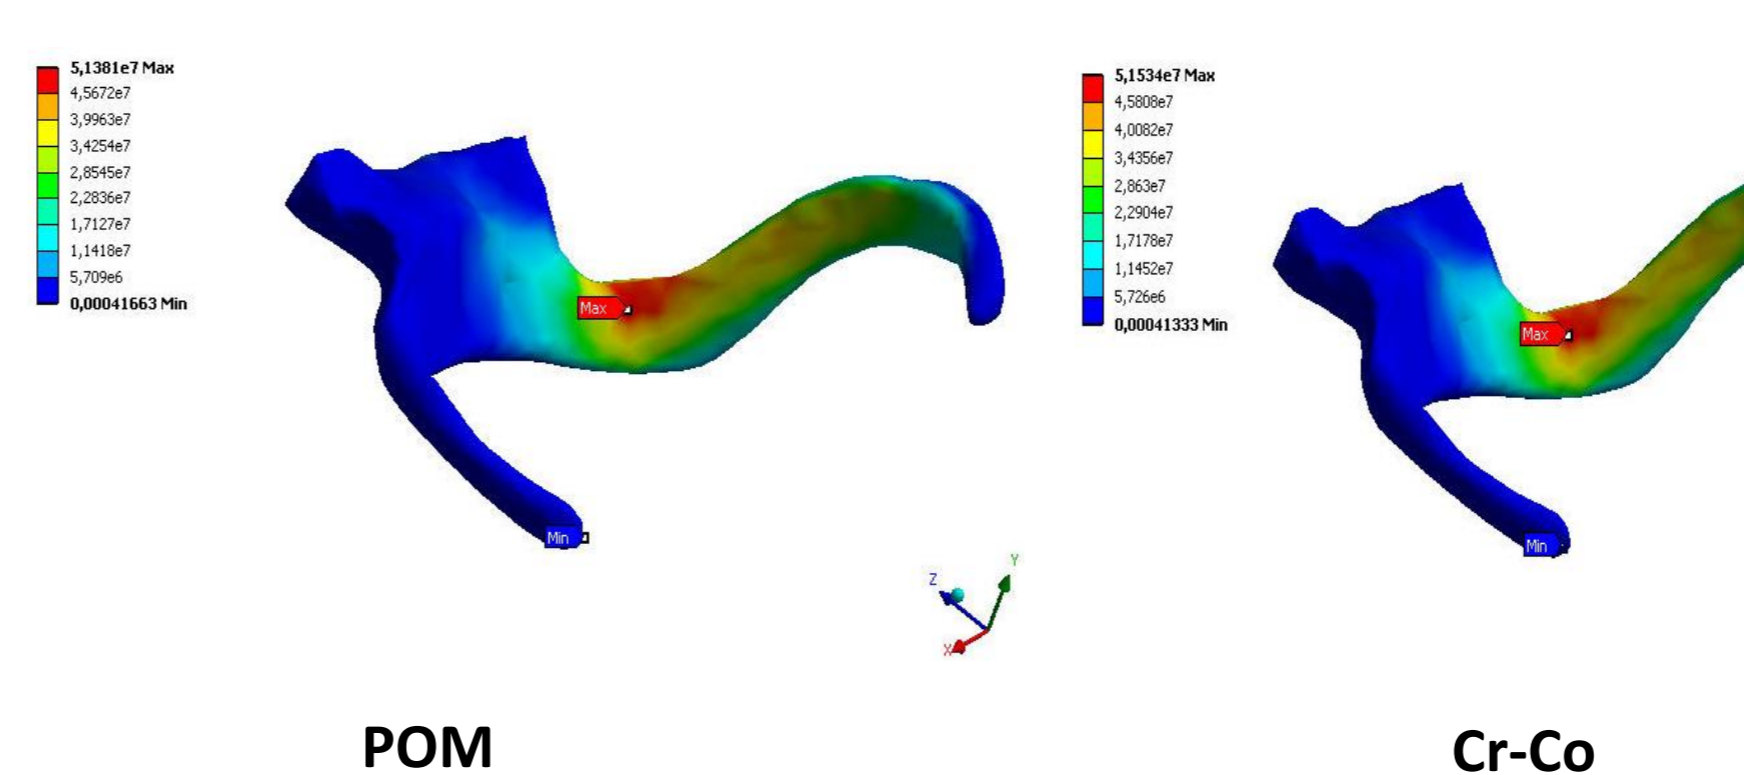 5,1381e7 Max
4,5672e7
3,9963e7
3,4254e7
2,8545e7
2,2836e7
1,7127e7
1,1418e7
5,709e6
0,00041663 Min
Max
Min
Z
Y
X
POM
5,1534e7 Max
4,5808e7
4,0082e7
3,4356e7
2,863e7
2,2904e7
1,7178e7
1,1452e7
5,726e6
0,00041333 Min
Max
Min
Cr-Co